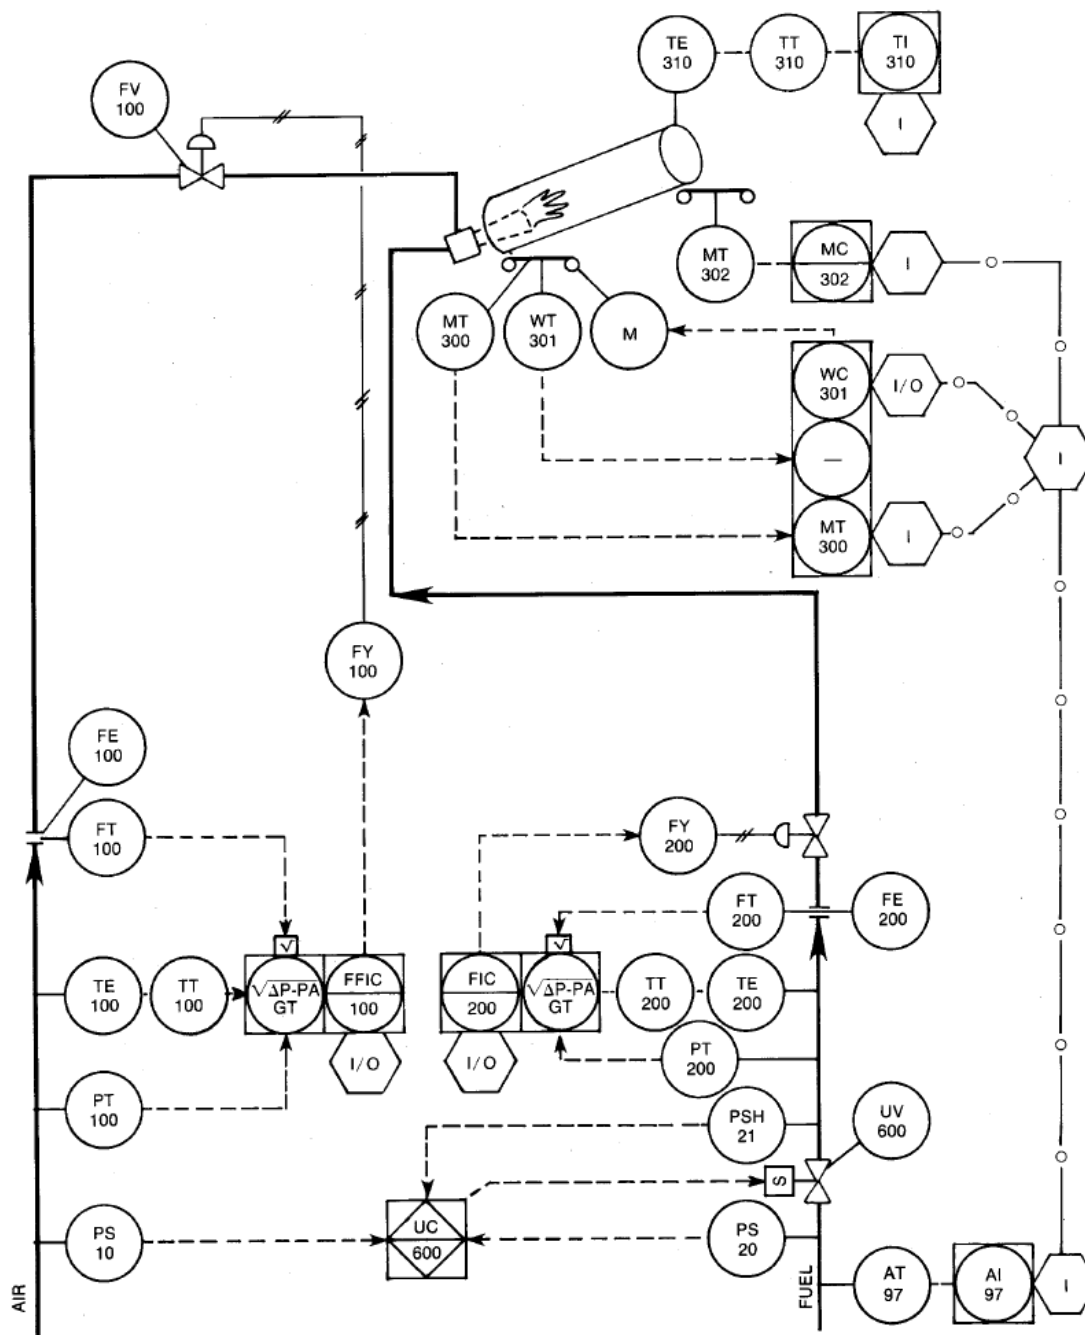 TE
310
TT
310
TI
310
I
FV
100
MT
302
MC
302
I
MT
300
WT
301
M
WC
301
I/O
—
I
MT
300
I
FY
100
FE
100
FT
100
FY
200
FT
200
FE
200
√
√
TE
100
TT
100
√ΔP-PA
GT
FFIC
100
FIC
200
√ΔP-PA
GT
TT
200
TE
200
I/O
I/O
PT
200
PT
100
PSH
21
UV
600
S
PS
10
UC
600
PS
20
AIR
FUEL
AT
97
AI
97
I